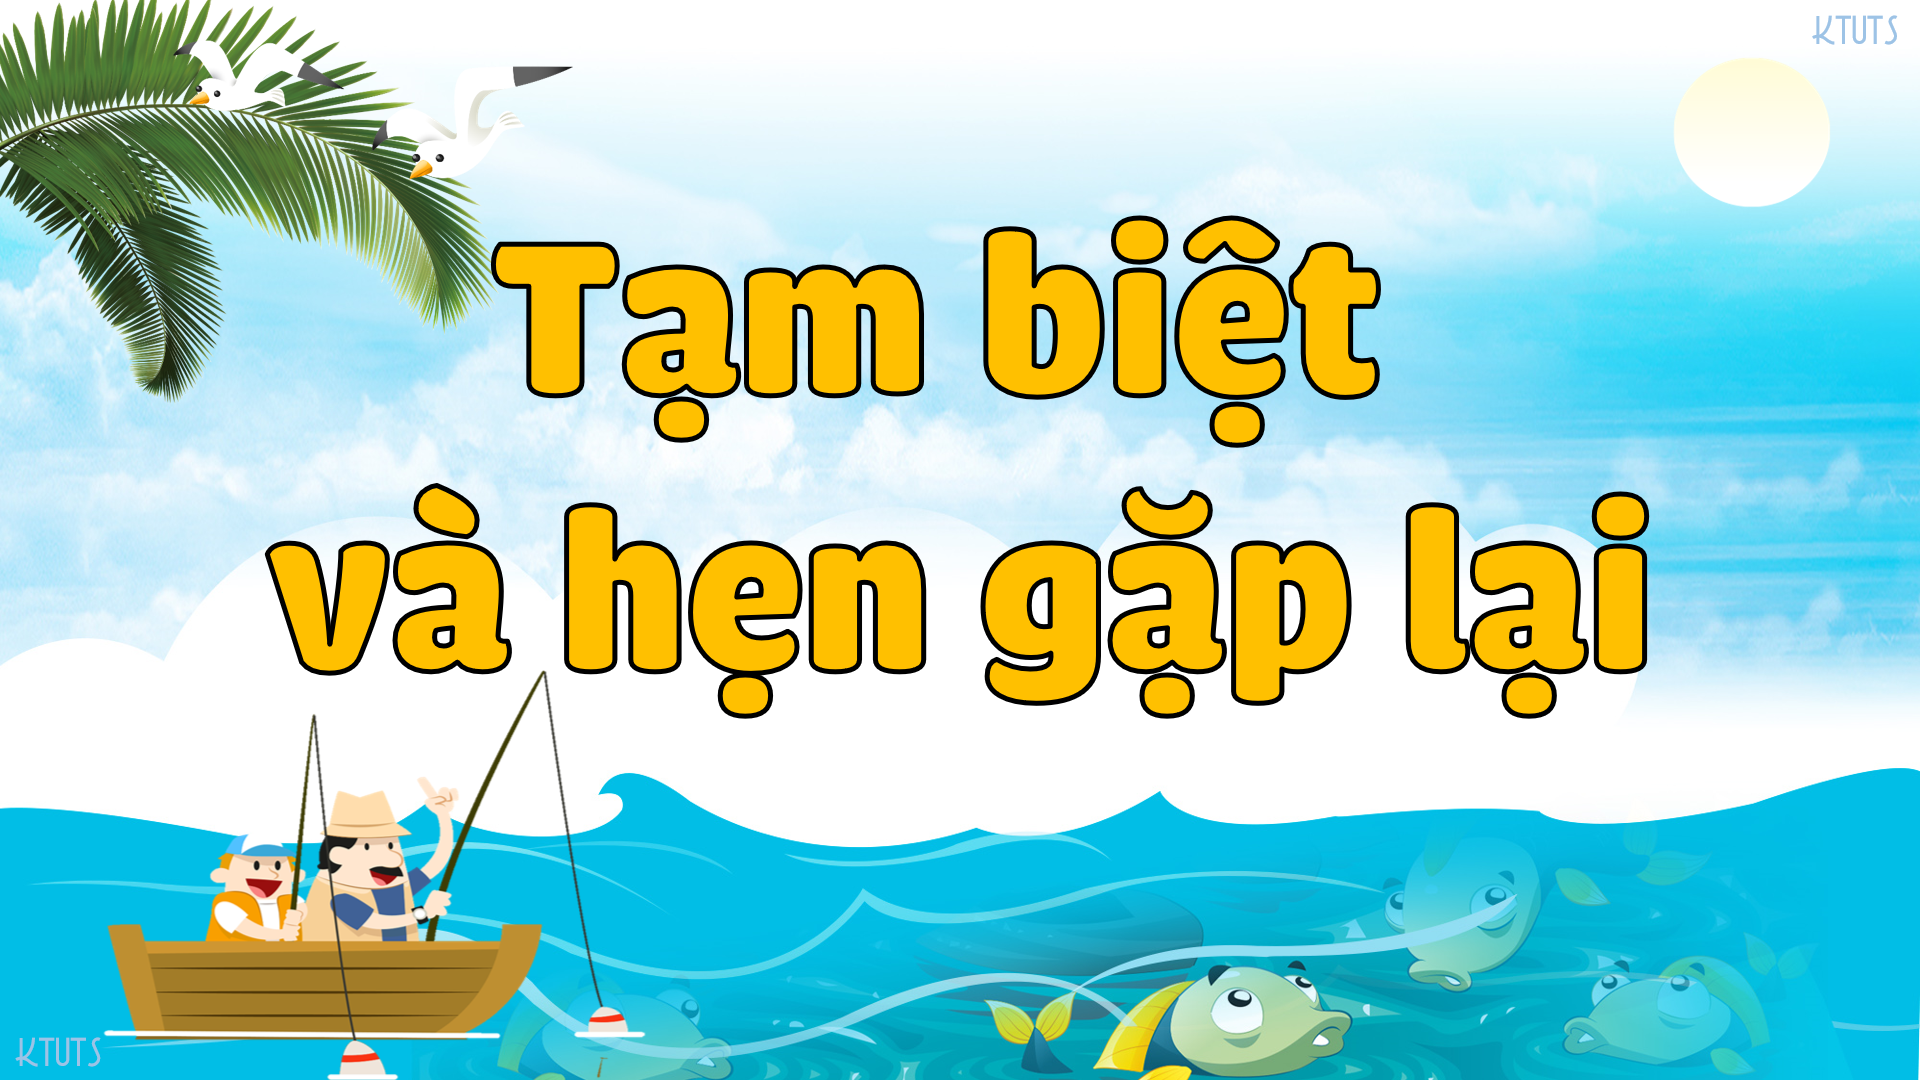 KTUTS
Tạm biệt
và hẹn gặp lại
KTUTS